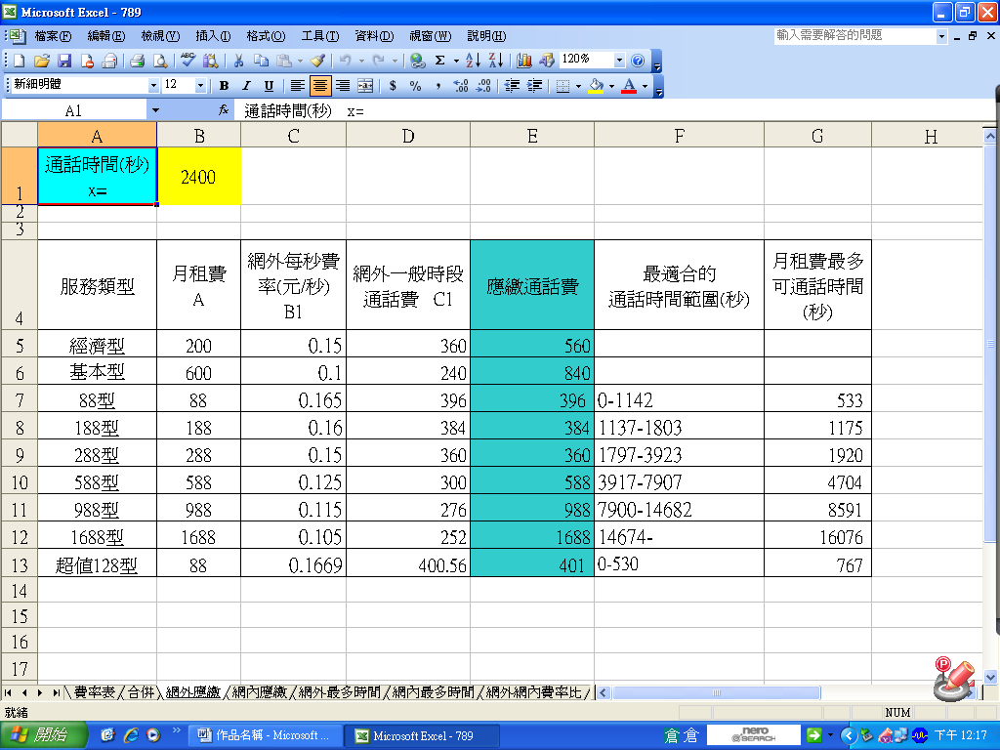 Microsoft Excel - 789
檔案(F) 編輯(E) 檢視(V) 插入(I) 格式(O) 工具(T) 資料(D) 視窗(W) 說明(H) 輸入需要解答的問題
120%
新細明體 12 B I U $ % ,
A1 fx 通話時間(秒) x=
A B C D E F G H
1 通話時間(秒) x= 2400
2
3
4 服務類型 月租費 A 網外每秒費率(元/秒) B1 網外一般時段通話費 C1 應繳通話費 最適合的通話時間範圍(秒) 月租費最多可通話時間(秒)
5 經濟型 200 0.15 360 560
6 基本型 600 0.1 240 840
7 88型 88 0.165 396 396 0-1142 533
8 188型 188 0.16 384 384 1137-1803 1175
9 288型 288 0.15 360 360 1797-3923 1920
10 588型 588 0.125 300 588 3917-7907 4704
11 988型 988 0.115 276 988 7900-14682 8591
12 1688型 1688 0.105 252 1688 14674- 16076
13 超值128型 88 0.1669 400.56 401 0-530 767
14
15
16
17
費率表 / 合併 \ 網外應繳 / 網內應繳 / 網外最多時間 / 網內最多時間 / 網外網內費率比 /
就緒 NUM
開始 作品名稱 - Microsoft ... Microsoft Excel - 789 倉 倉 nero SEARCH 下午 12:17